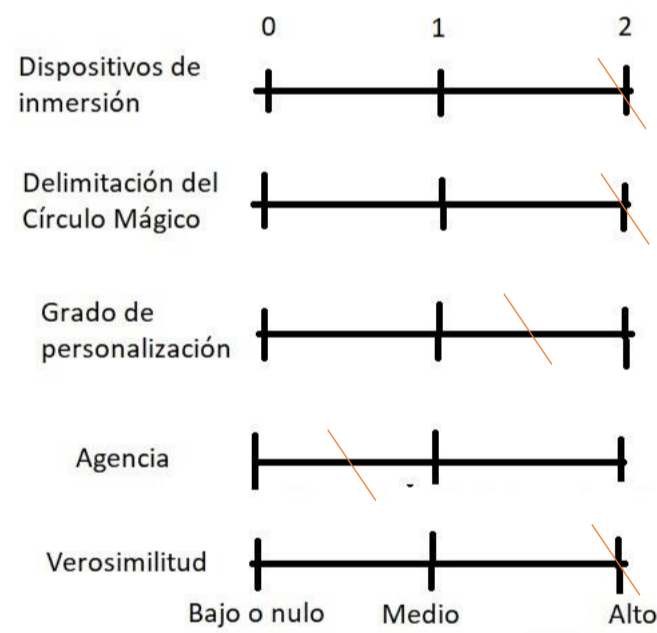 0 1 2
Dispositivos de
inmersión
Delimitación del
Círculo Mágico
Grado de
personalización
Agencia
Verosimilitud
Bajo o nulo Medio Alto